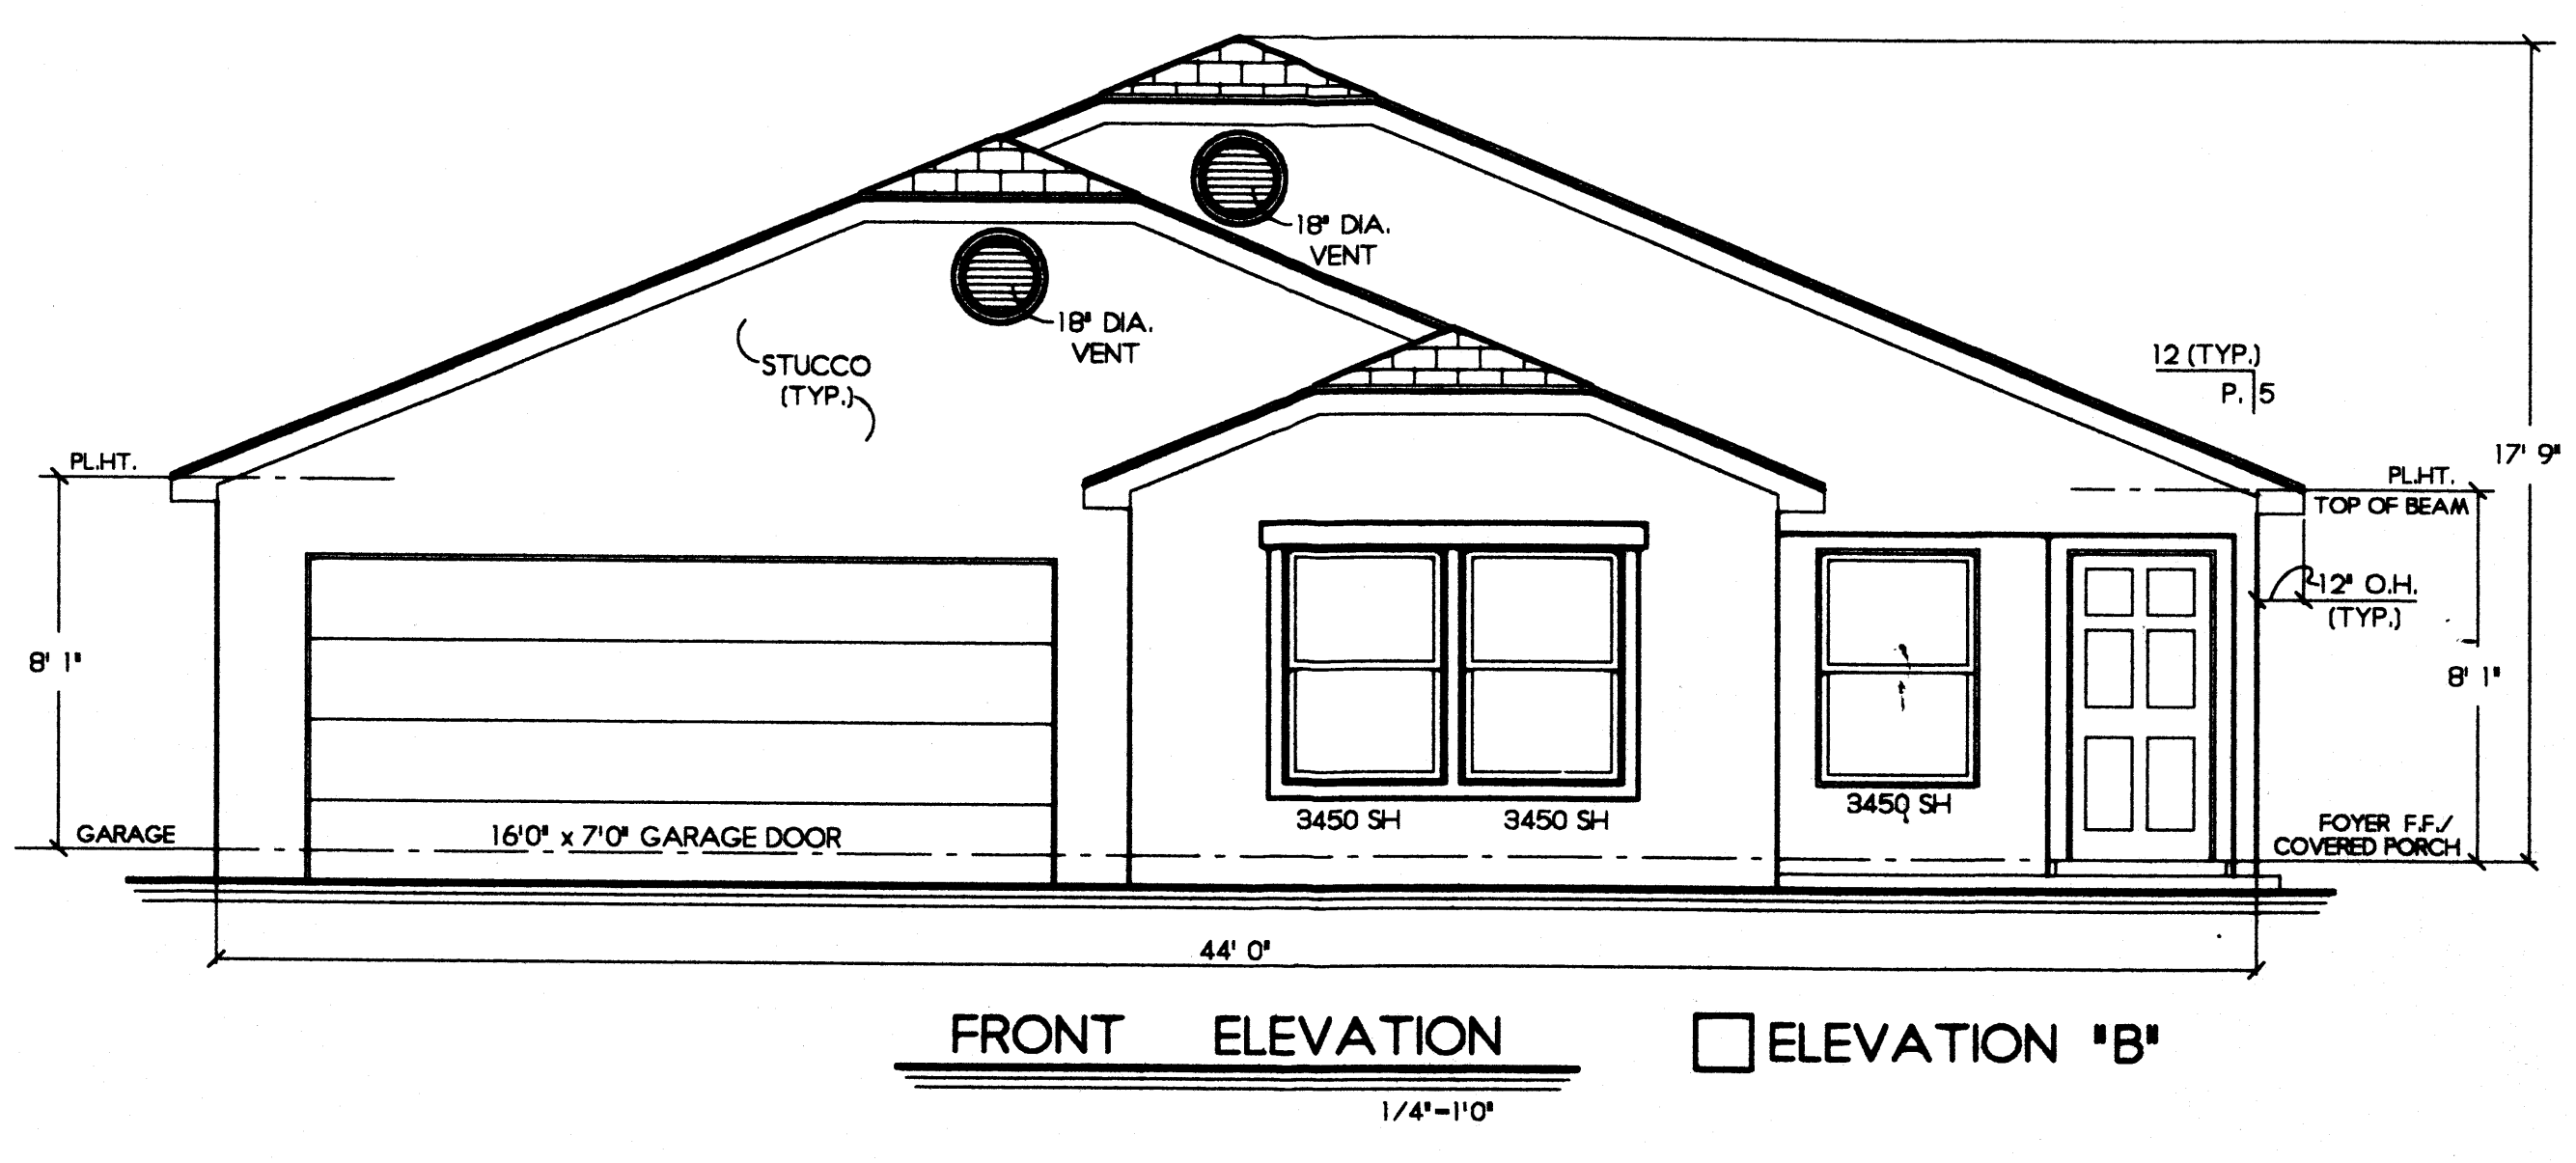 18" DIA.
VENT
18" DIA.
VENT
STUCCO
(TYP.)
12 (TYP.)
P. 5
17' 9"
PL.HT.
PL.HT.
TOP OF BEAM
12" O.H.
(TYP.)
8' 1"
8' 1"
3450 SH
3450 SH
3450 SH
GARAGE
16'0" x 7'0" GARAGE DOOR
FOYER F.F./
COVERED PORCH
44' 0"
FRONT ELEVATION
ELEVATION "B"
1/4"-1'0"